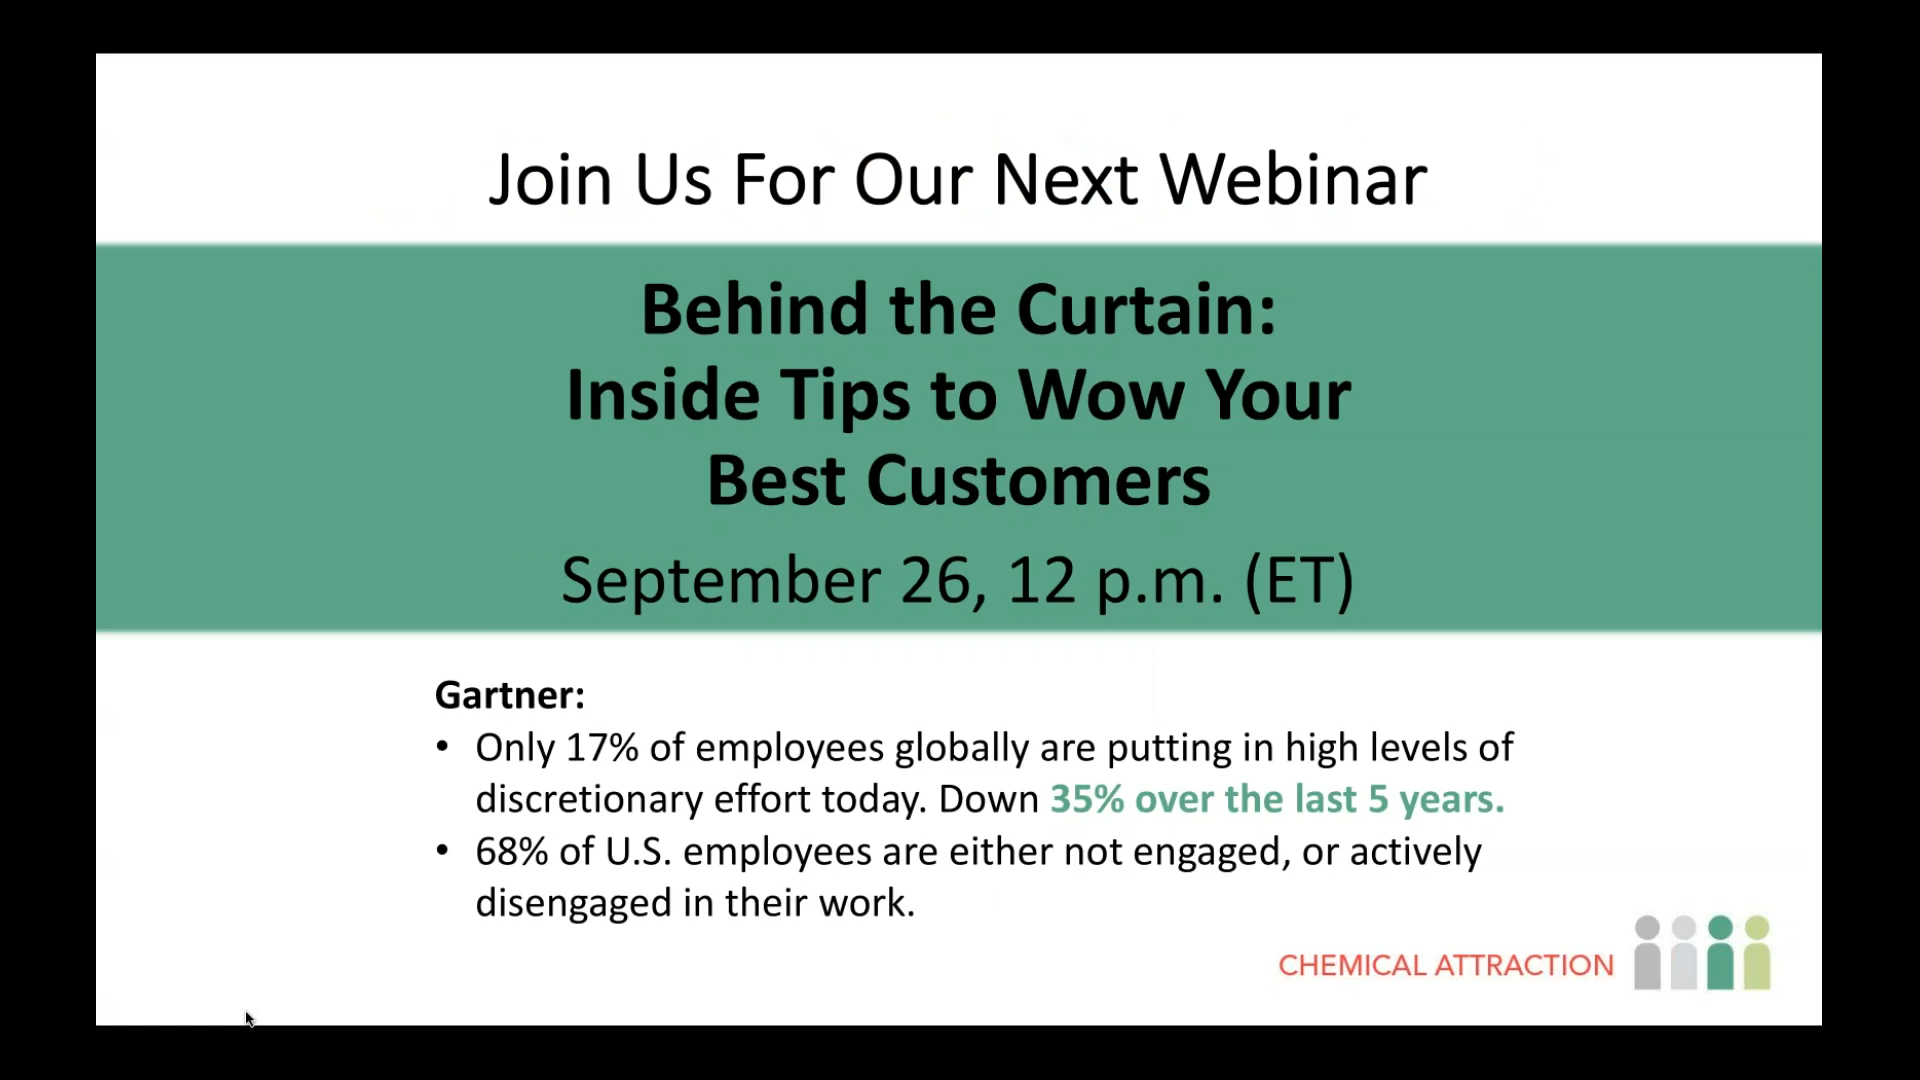 Join Us For Our Next Webinar
Behind the Curtain:
Inside Tips to Wow Your
Best Customers
September 26, 12 p.m. (ET)
Gartner:
• Only 17% of employees globally are putting in high levels of
discretionary effort today. Down 35% over the last 5 years.
• 68% of U.S. employees are either not engaged, or actively
disengaged in their work.
CHEMICAL ATTRACTION